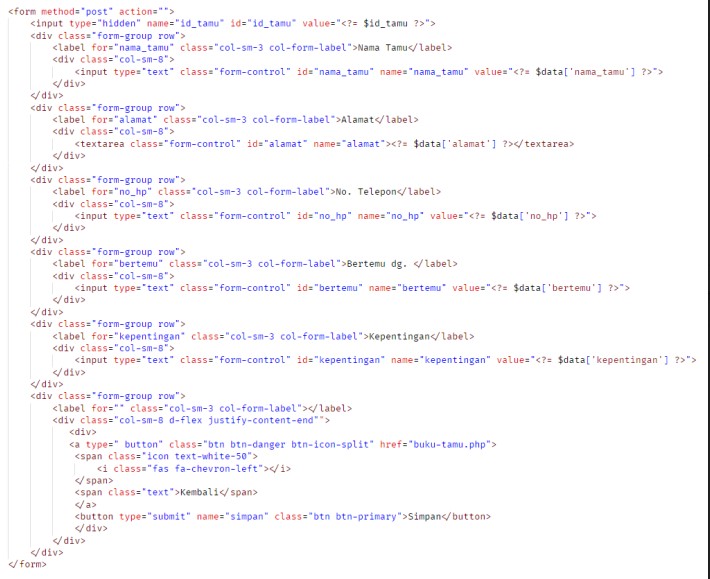 <form method="post" action="">
    <input type="hidden" name="id_tamu" id="id_tamu" value="<?= $id_tamu ?>">
    <div class="form-group row">
        <label for="nama_tamu" class="col-sm-3 col-form-label">Nama Tamu</label>
        <div class="col-sm-8">
            <input type="text" class="form-control" id="nama_tamu" name="nama_tamu" value="<?= $data['nama_tamu'] ?>">
        </div>
    </div>
    <div class="form-group row">
        <label for="alamat" class="col-sm-3 col-form-label">Alamat</label>
        <div class="col-sm-8">
            <textarea class="form-control" id="alamat" name="alamat"><?= $data['alamat'] ?></textarea>
        </div>
    </div>
    <div class="form-group row">
        <label for="no_hp" class="col-sm-3 col-form-label">No. Telepon</label>
        <div class="col-sm-8">
            <input type="text" class="form-control" id="no_hp" name="no_hp" value="<?= $data['no_hp'] ?>">
        </div>
    </div>
    <div class="form-group row">
        <label for="bertemu" class="col-sm-3 col-form-label">Bertemu dg. </label>
        <div class="col-sm-8">
            <input type="text" class="form-control" id="bertemu" name="bertemu" value="<?= $data['bertemu'] ?>">
        </div>
    </div>
    <div class="form-group row">
        <label for="kepentingan" class="col-sm-3 col-form-label">Kepentingan</label>
        <div class="col-sm-8">
            <input type="text" class="form-control" id="kepentingan" name="kepentingan" value="<?= $data['kepentingan'] ?>">
        </div>
    </div>
    <div class="form-group row">
        <label for="" class="col-sm-3 col-form-label"></label>
        <div class="col-sm-8 d-flex justify-content-end"">
           <div>
           <a type=" button" class="btn btn-danger btn-icon-split" href="buku-tamu.php">
            <span class="icon text-white-50">
                <i class="fas fa-chevron-left"></i>
            </span>
            <span class="text">Kembali</span>
            </a>
            <button type="submit" name="simpan" class="btn btn-primary">Simpan</button>
            </div>
        </div>
    </div>
</form>